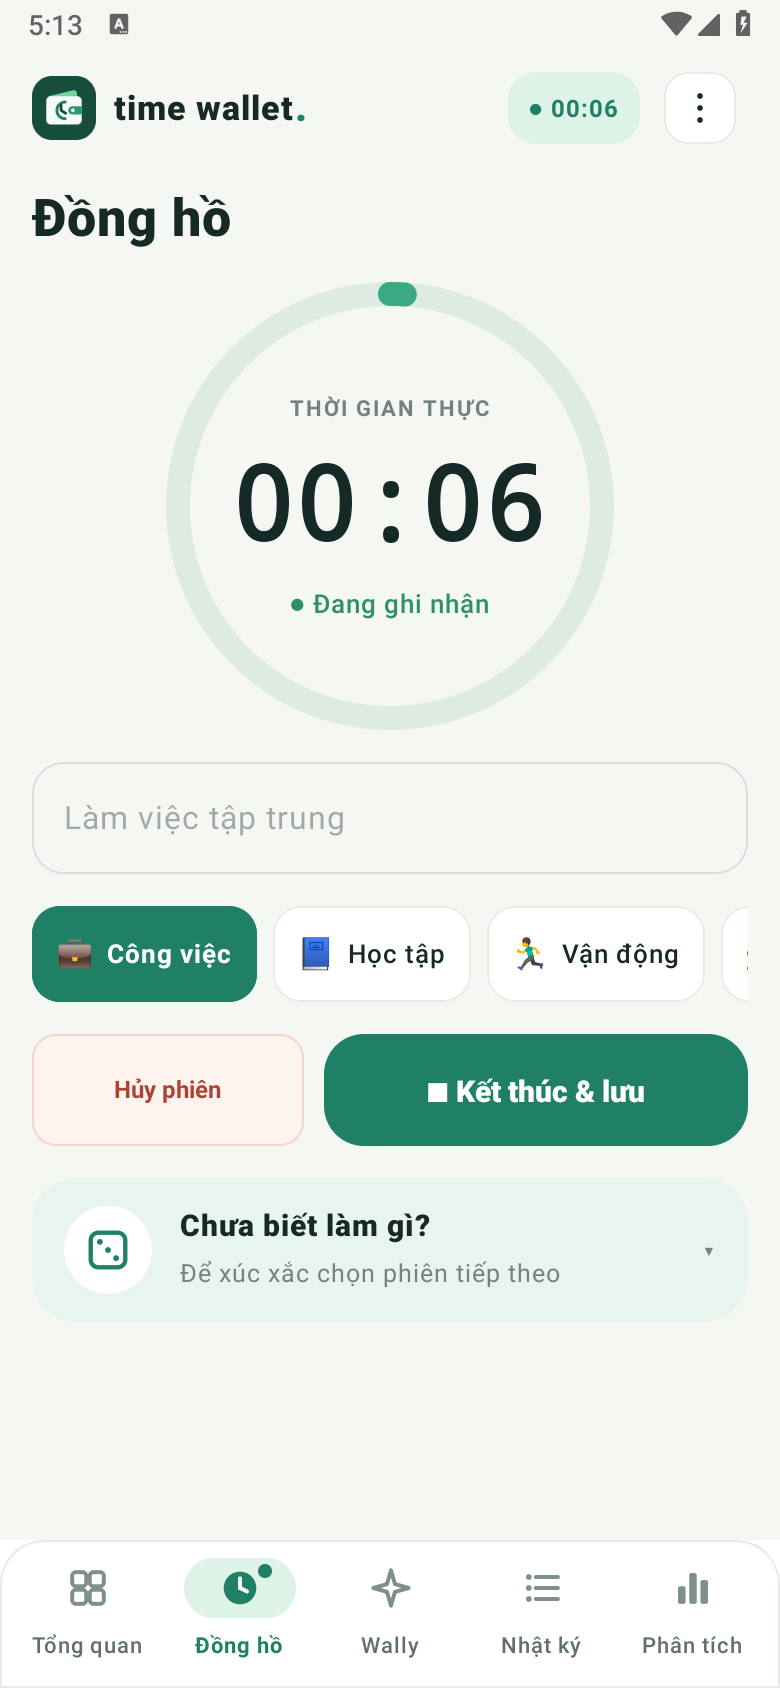 5:13
A
time wallet.
00:06
Đồng hồ
THỜI GIAN THỰC
00:06
Đang ghi nhận
Làm việc tập trung
Công việc
Học tập
Vận động
Hủy phiên
Kết thúc & lưu
Chưa biết làm gì?
Để xúc xắc chọn phiên tiếp theo
Tổng quan
Đồng hồ
Wally
Nhật ký
Phân tích